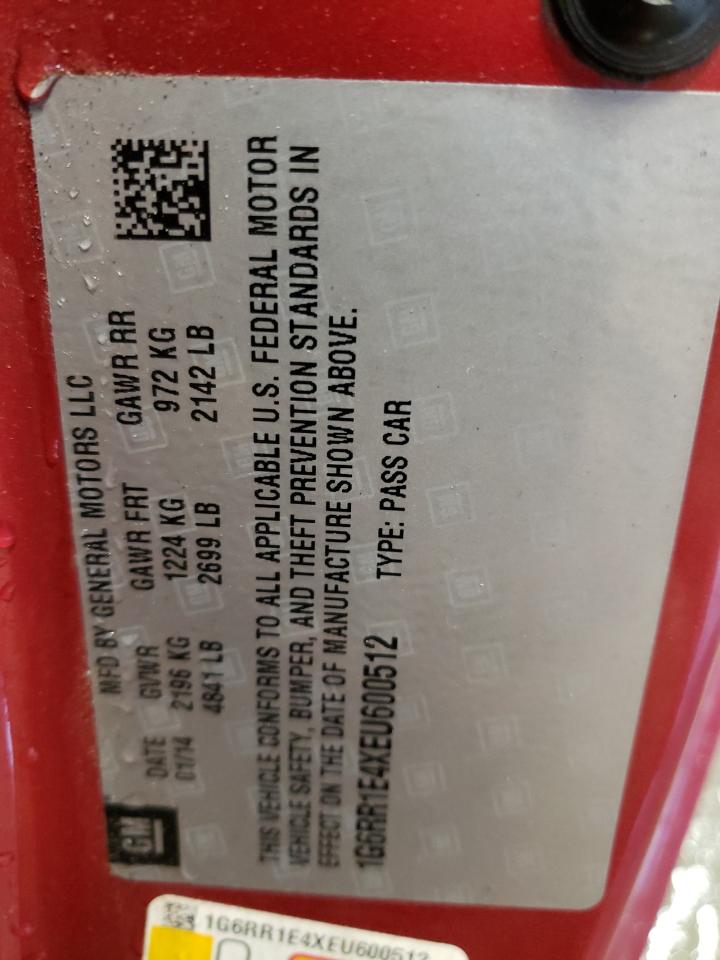 MFD BY GENERAL MOTORS LLC
GM DATE GVWR GAWR FRT GAWR RR
01/14 2196 KG 1224 KG 972 KG
4841 LB 2699 LB 2142 LB
THIS VEHICLE CONFORMS TO ALL APPLICABLE U.S. FEDERAL MOTOR
VEHICLE SAFETY, BUMPER, AND THEFT PREVENTION STANDARDS IN
EFFECT ON THE DATE OF MANUFACTURE SHOWN ABOVE.
1G6RR1E4XEU600512 TYPE: PASS CAR
1G6RR1E4XEU600512